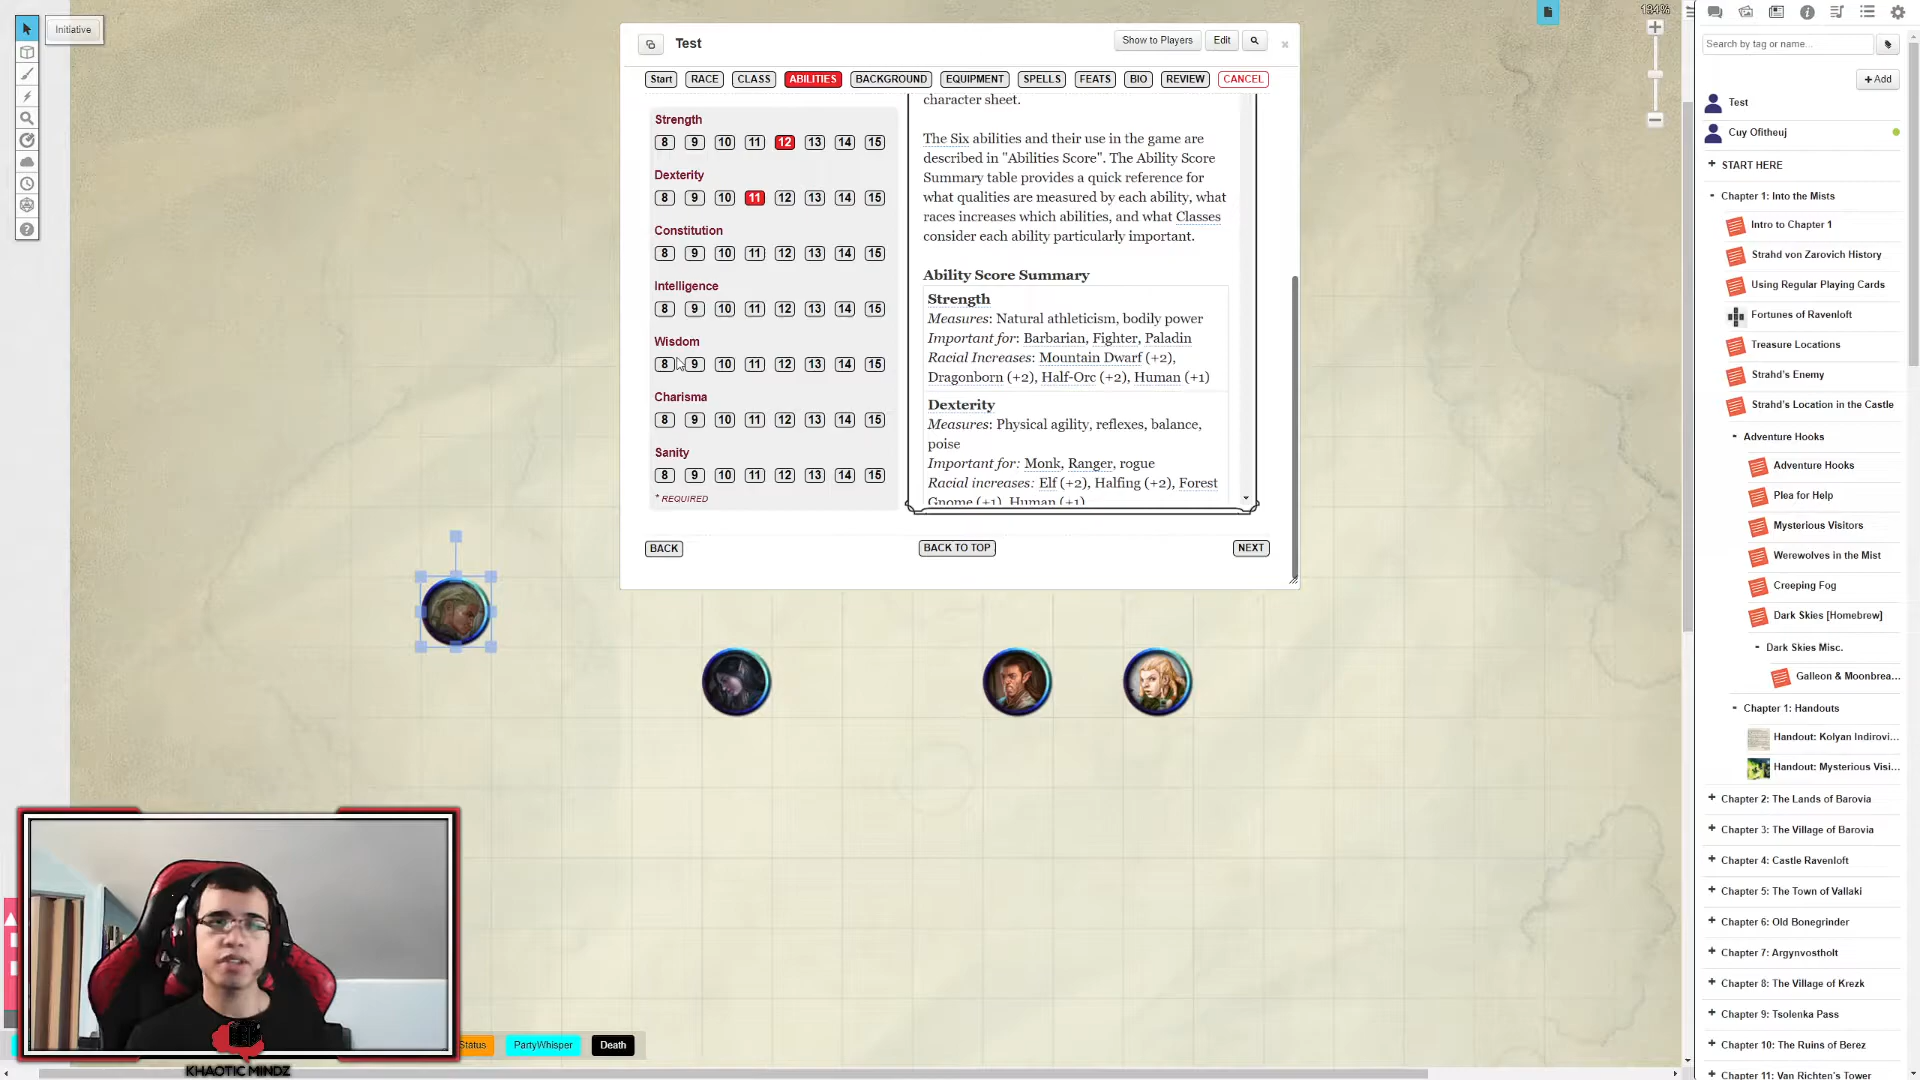 Initiative
Test
Show to Players
Edit
Start
RACE
CLASS
ABILITIES
BACKGROUND
EQUIPMENT
SPELLS
FEATS
BIO
REVIEW
CANCEL
Strength
8 9 10 11 12 13 14 15
Dexterity
8 9 10 11 12 13 14 15
Constitution
8 9 10 11 12 13 14 15
Intelligence
8 9 10 11 12 13 14 15
Wisdom
8 9 10 11 12 13 14 15
Charisma
8 9 10 11 12 13 14 15
Sanity
8 9 10 11 12 13 14 15
* REQUIRED
character sheet.
The Six abilities and their use in the game are
described in "Abilities Score". The Ability Score
Summary table provides a quick reference for
what qualities are measured by each ability, what
races increases which abilities, and what Classes
consider each ability particularly important.
Ability Score Summary
Strength
Measures: Natural athleticism, bodily power
Important for: Barbarian, Fighter, Paladin
Racial Increases: Mountain Dwarf (+2),
Dragonborn (+2), Half-Orc (+2), Human (+1)
Dexterity
Measures: Physical agility, reflexes, balance,
poise
Important for: Monk, Ranger, rogue
Racial increases: Elf (+2), Halfing (+2), Forest
Gnome (+1), Human (+1)
BACK
BACK TO TOP
NEXT
Status
PartyWhisper
Death
KHAOTIC MINDZ
134%
Search by tag or name...
+ Add
Test
Cuy Ofitheuj
+ START HERE
- Chapter 1: Into the Mists
Intro to Chapter 1
Strahd von Zarovich History
Using Regular Playing Cards
Fortunes of Ravenloft
Treasure Locations
Strahd's Enemy
Strahd's Location in the Castle
- Adventure Hooks
Adventure Hooks
Plea for Help
Mysterious Visitors
Werewolves in the Mist
Creeping Fog
Dark Skies [Homebrew]
- Dark Skies Misc.
Galleon & Moonbrea...
- Chapter 1: Handouts
Handout: Kolyan Indirovi...
Handout: Mysterious Visi...
+ Chapter 2: The Lands of Barovia
+ Chapter 3: The Village of Barovia
+ Chapter 4: Castle Ravenloft
+ Chapter 5: The Town of Vallaki
+ Chapter 6: Old Bonegrinder
+ Chapter 7: Argynvostholt
+ Chapter 8: The Village of Krezk
+ Chapter 9: Tsolenka Pass
+ Chapter 10: The Ruins of Berez
+ Chapter 11: Van Richten's Tower